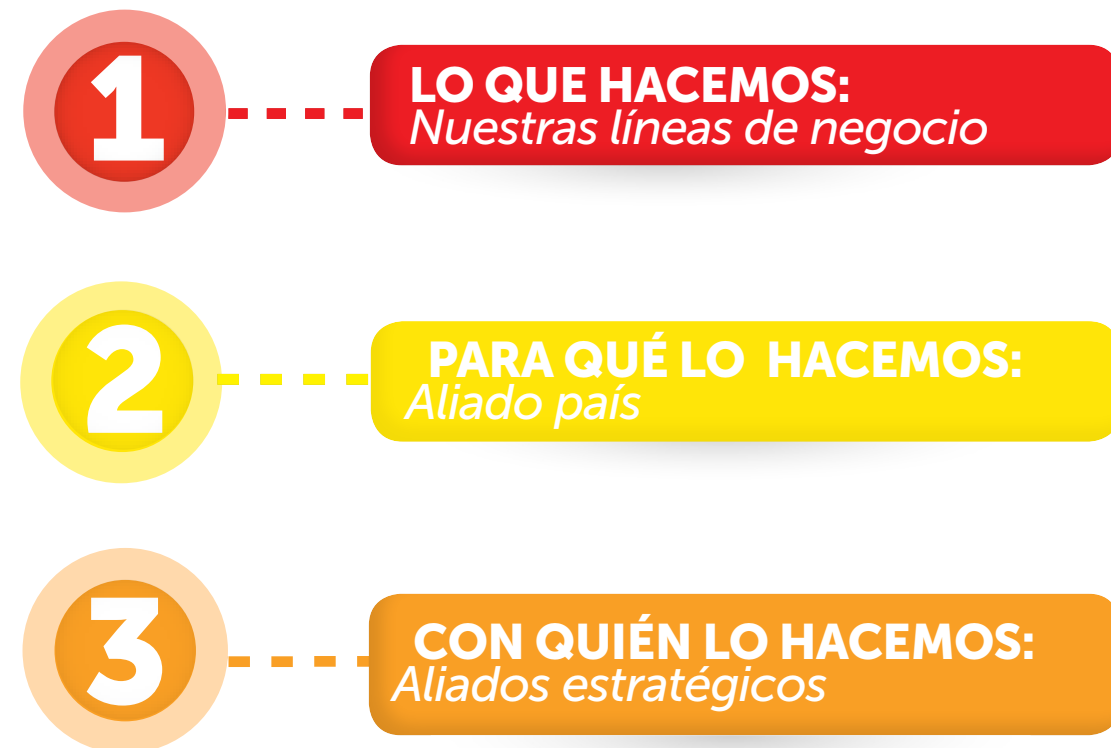 1
LO QUE HACEMOS:
Nuestras líneas de negocio
2
PARA QUÉ LO HACEMOS:
Aliado país
3
CON QUIÉN LO HACEMOS:
Aliados estratégicos